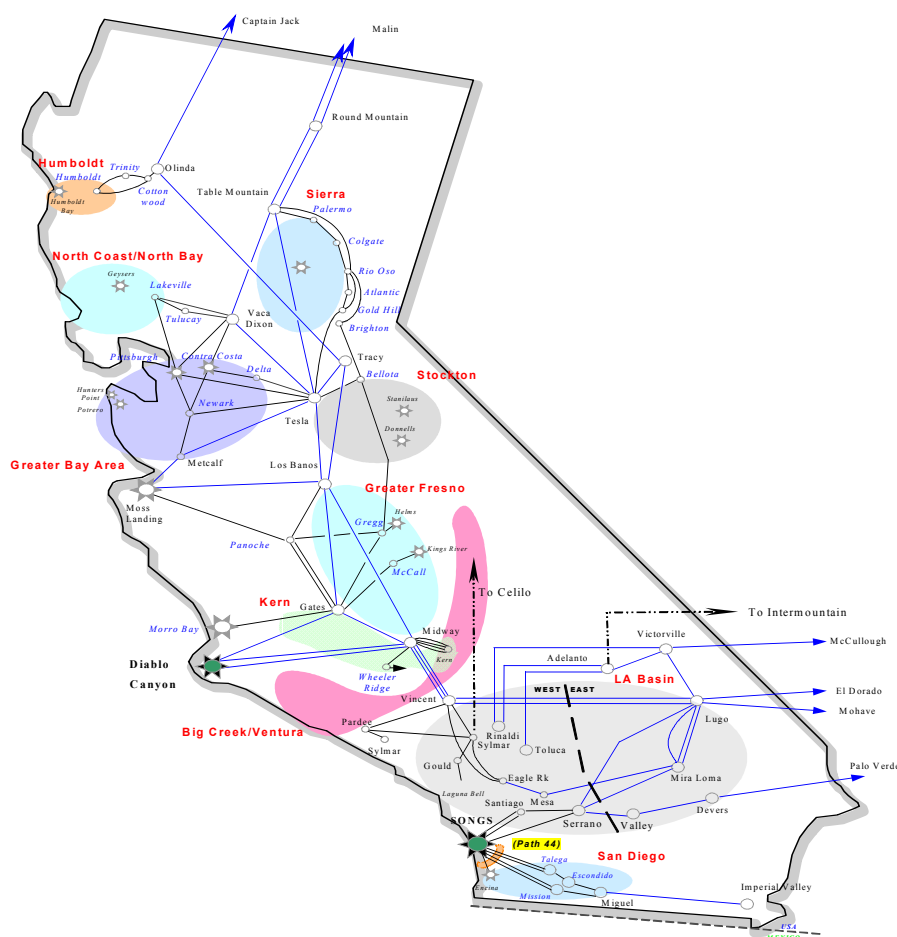 Captain Jack
Malin
Round Mountain
Humboldt
Trinity
Olinda
Humboldt
Cotton
wood
Humboldt
Bay
Table Mountain
Sierra
Palermo
Colgate
North Coast/North Bay
Geysers
Rio Oso
Lakeville
Atlantic
Tulucay
Gold Hill
Vaca
Dixon
Brighton
Pittsburgh
Contra Costa
Tracy
Delta
Bellota
Stockton
Hunters
Point
Potrero
Newark
Stanilaus
Tesla
Donnells
Greater Bay Area
Metcalf
Los Banos
Moss
Landing
Greater Fresno
Helms
Gregg
Panoche
Kings River
McCall
To Celilo
Kern
Gates
To Intermountain
Morro Bay
Midway
Victorville
McCullough
Kern
Adelanto
Diablo
Canyon
Wheeler
Ridge
LA Basin
WEST
EAST
El Dorado
Vincent
Mohave
Lugo
Pardee
Big Creek/Ventura
Rinaldi
Sylmar
Sylmar
Toluca
Gould
Palo Verde
Eagle Rk
Mira Loma
Laguna Bell
Mesa
Santiago
Devers
SONGS
Serrano
Valley
(Path 44)
San Diego
Talega
Escondido
Encina
Mission
Miguel
Imperial Valley
USA
MEXICO